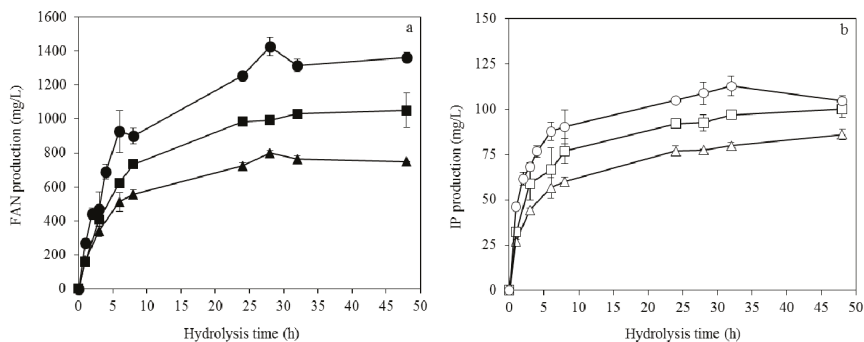 a
1600
1400
1200
1000
800
600
400
200
0
FAN production (mg/L)
0 5 10 15 20 25 30 35 40 45 50
Hydrolysis time (h)
b
150
125
100
75
50
25
0
IP production (mg/L)
0 5 10 15 20 25 30 35 40 45 50
Hydrolysis time (h)